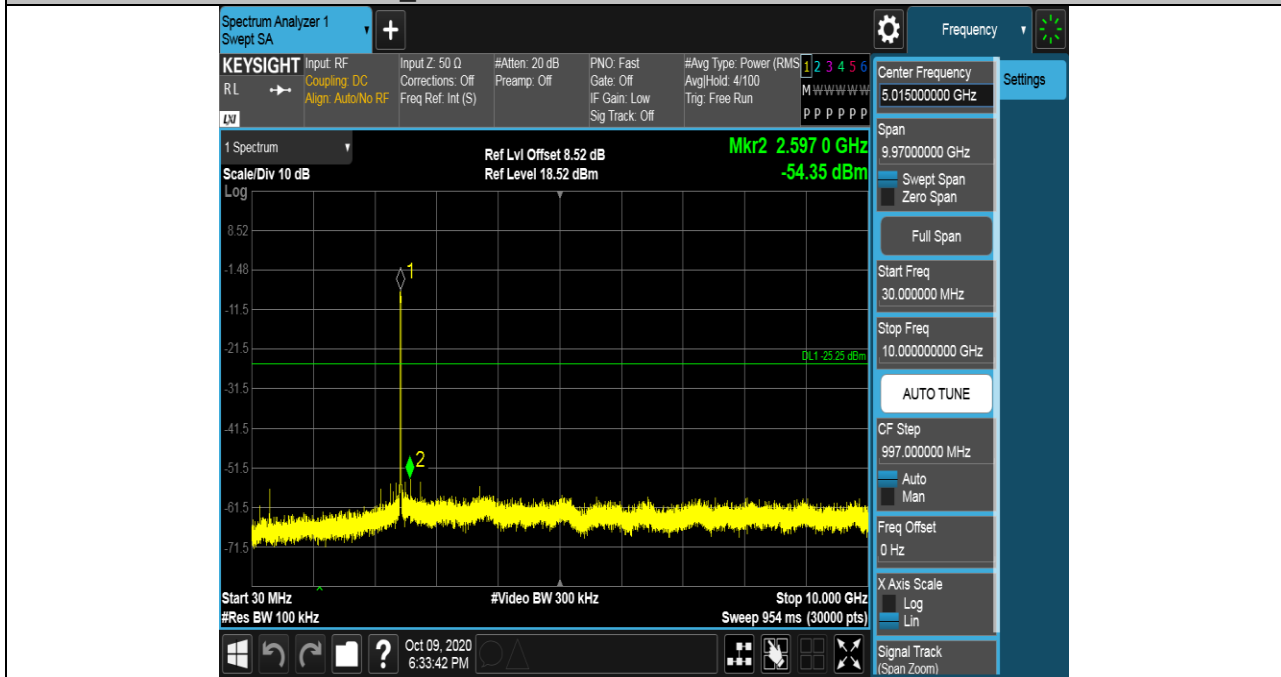 Spectrum Analyzer 1
Swept SA
+
Frequency
KEYSIGHT
RL
LXI
Input: RF
Coupling: DC
Align: Auto/No RF
Input Z: 50 Ω
Corrections: Off
Freq Ref: Int (S)
#Atten: 20 dB
Preamp: Off
PNO: Fast
Gate: Off
IF Gain: Low
Sig Track: Off
#Avg Type: Power (RMS
Avg|Hold: 4/100
Trig: Free Run
1 2 3 4 5 6
M W W W W W
P P P P P P
1 Spectrum
Scale/Div 10 dB
Ref Lvl Offset 8.52 dB
Ref Level 18.52 dBm
Mkr2 2.597 0 GHz
-54.35 dBm
Log
8.52
-1.48
-11.5
-21.5
-31.5
-41.5
-51.5
-61.5
-71.5
1
2
DL1 -25.25 dBm
Start 30 MHz
#Res BW 100 kHz
#Video BW 300 kHz
Stop 10.000 GHz
Sweep 954 ms (30000 pts)
?
Oct 09, 2020
6:33:42 PM
Center Frequency
5.015000000 GHz
Settings
Span
9.97000000 GHz
Swept Span
Zero Span
Full Span
Start Freq
30.000000 MHz
Stop Freq
10.000000000 GHz
AUTO TUNE
CF Step
997.000000 MHz
Auto
Man
Freq Offset
0 Hz
X Axis Scale
Log
Lin
Signal Track
(Span Zoom)